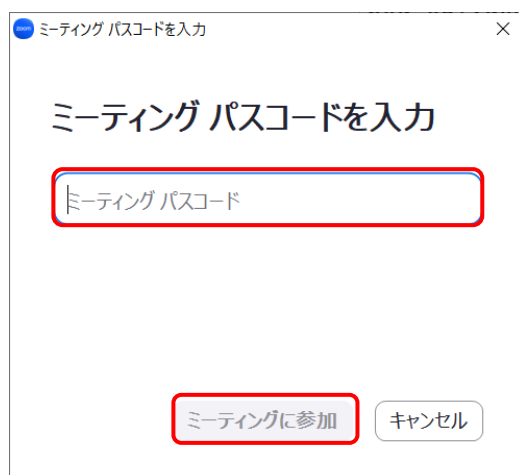 zoom ミーティング パスコードを入力
ミーティング パスコードを入力
ミーティング パスコード
ミーティングに参加 キャンセル